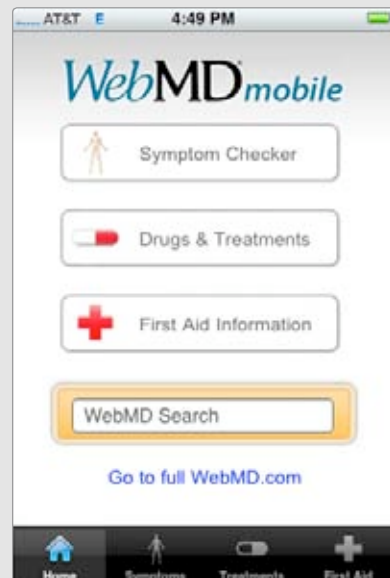 AT&T E 4:49 PM
WebMD mobile
Symptom Checker
Drugs & Treatments
First Aid Information
WebMD Search
Go to full WebMD.com
Home Symptoms Treatments First Aid